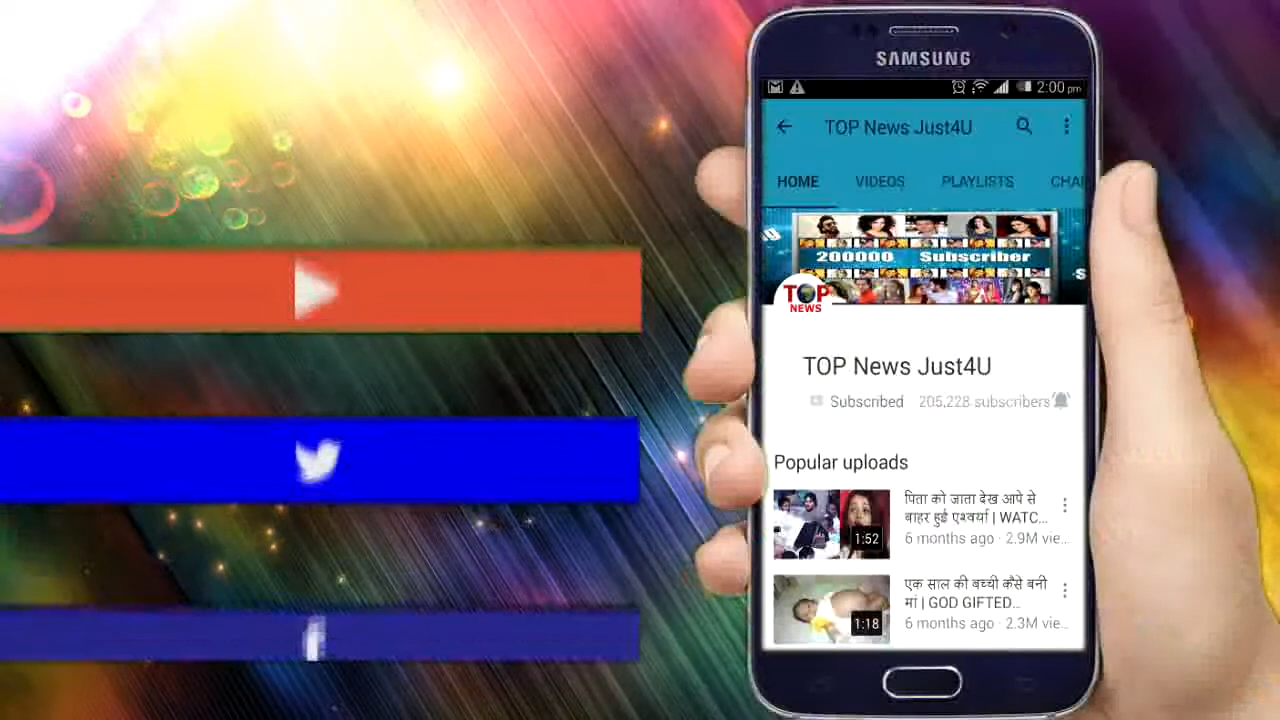 SAMSUNG
2:00 pm
TOP News Just4U
HOME VIDEOS PLAYLISTS CHA
200000 Subscriber
TOP
NEWS
TOP News Just4U
Subscribed 205,228 subscribers
Popular uploads
पिता को जाता देख आपे से
बाहर हुई एश्वर्या | WATC...
6 months ago · 2.9M vie...
1:52
एक साल की बच्ची कैसे बनी
मां | GOD GIFTED...
6 months ago · 2.3M vie...
1:18